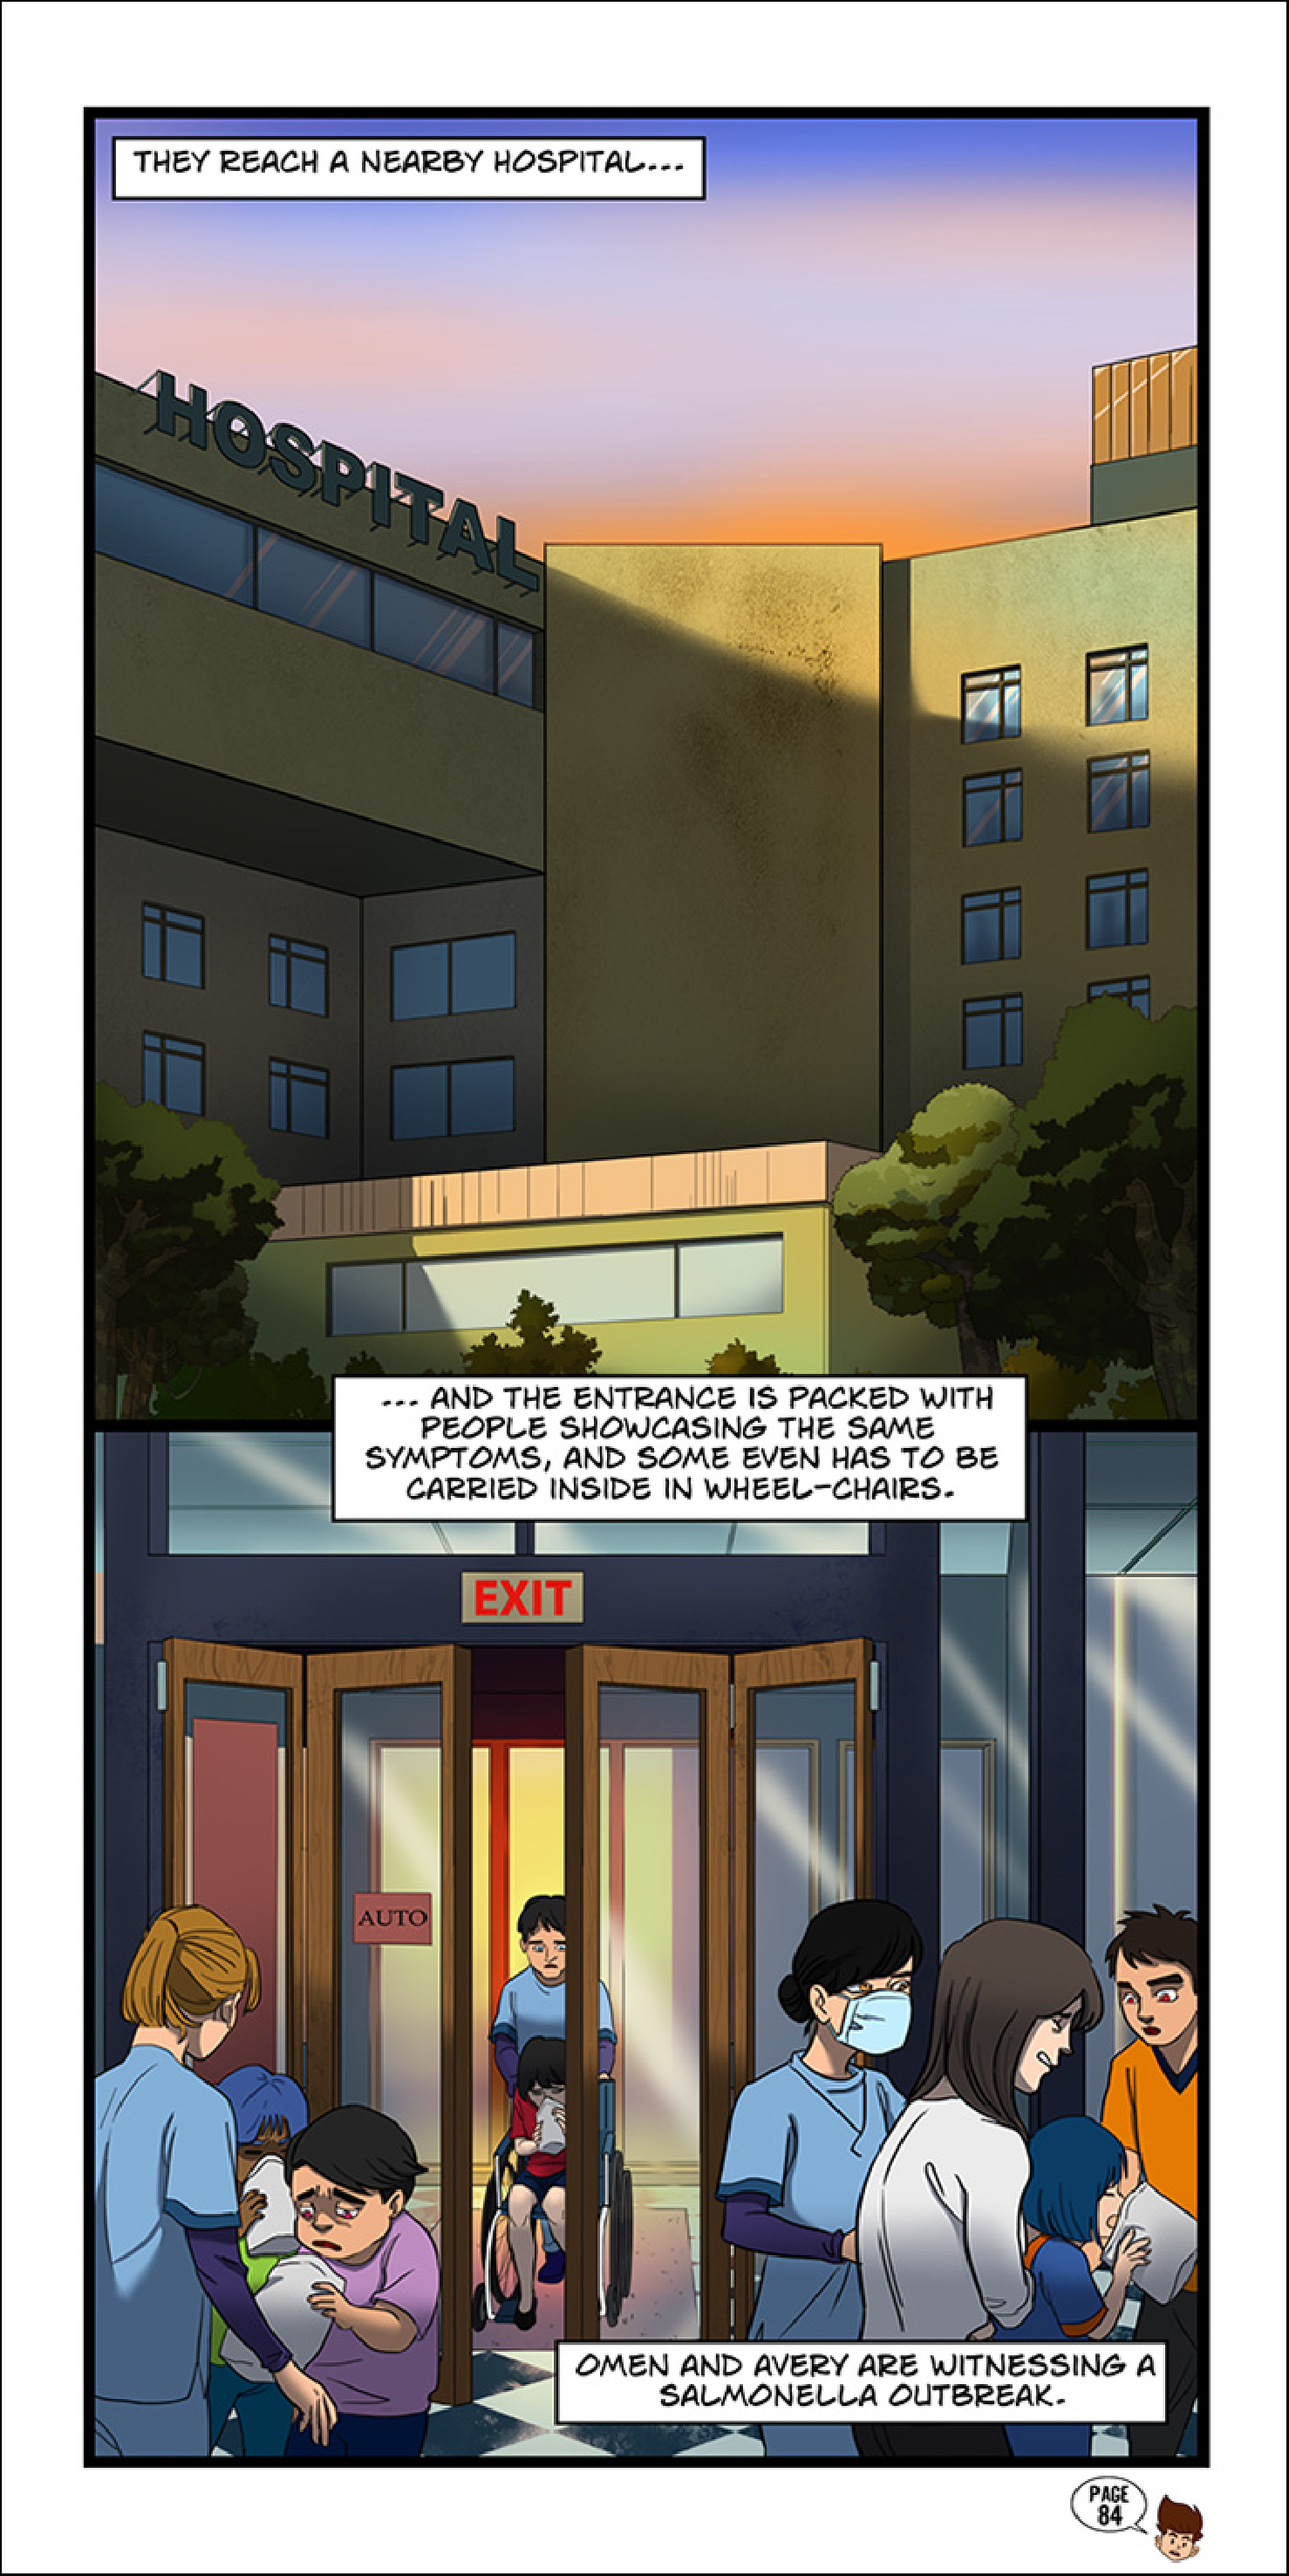 THEY REACH A NEARBY HOSPITAL...
HOSPITAL
... AND THE ENTRANCE IS PACKED WITH
PEOPLE SHOWCASING THE SAME
SYMPTOMS, AND SOME EVEN HAS TO BE
CARRIED INSIDE IN WHEEL-CHAIRS.
EXIT
AUTO
OMEN AND AVERY ARE WITNESSING A
SALMONELLA OUTBREAK.
PAGE
84